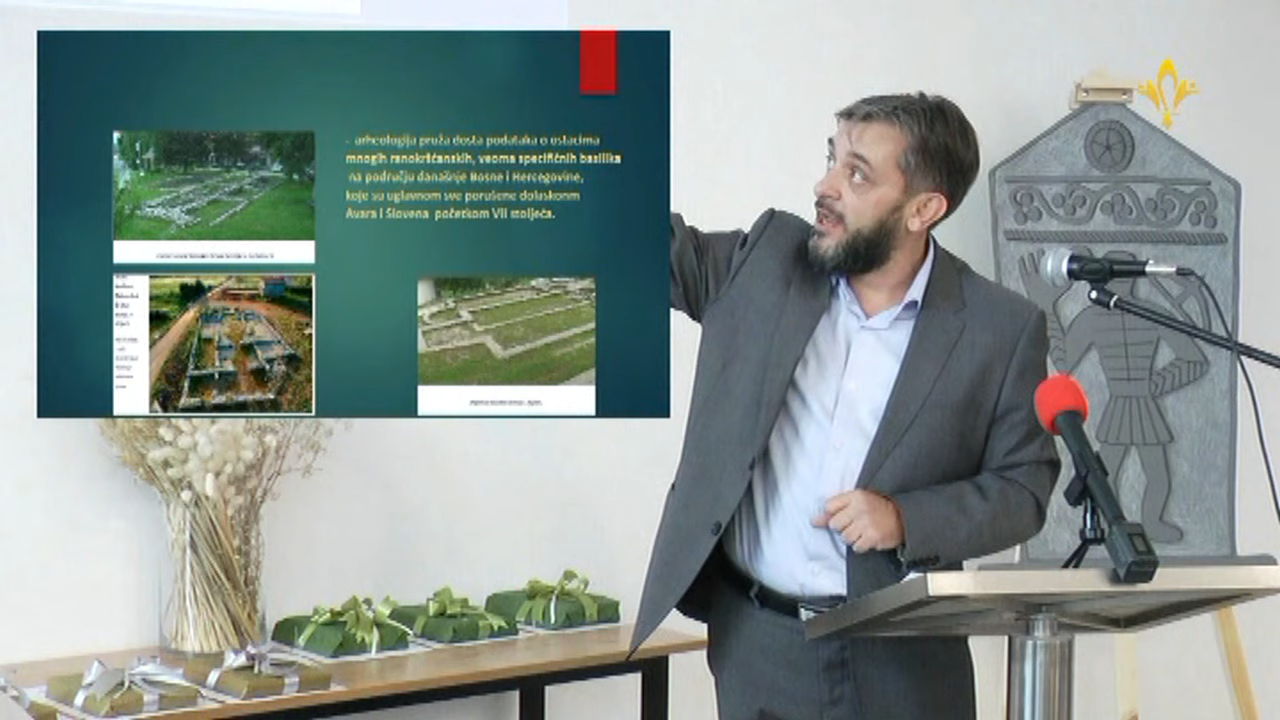 - arheologija pruža dosta podataka o ostacima
mnogih ranokršćanskih, veoma specifičnih basilika
na području današnje Bosne i Hercegovine,
koje su uglavnom sve porušene dolaskonm
Avara i Slovena početkom VII stoljeća.